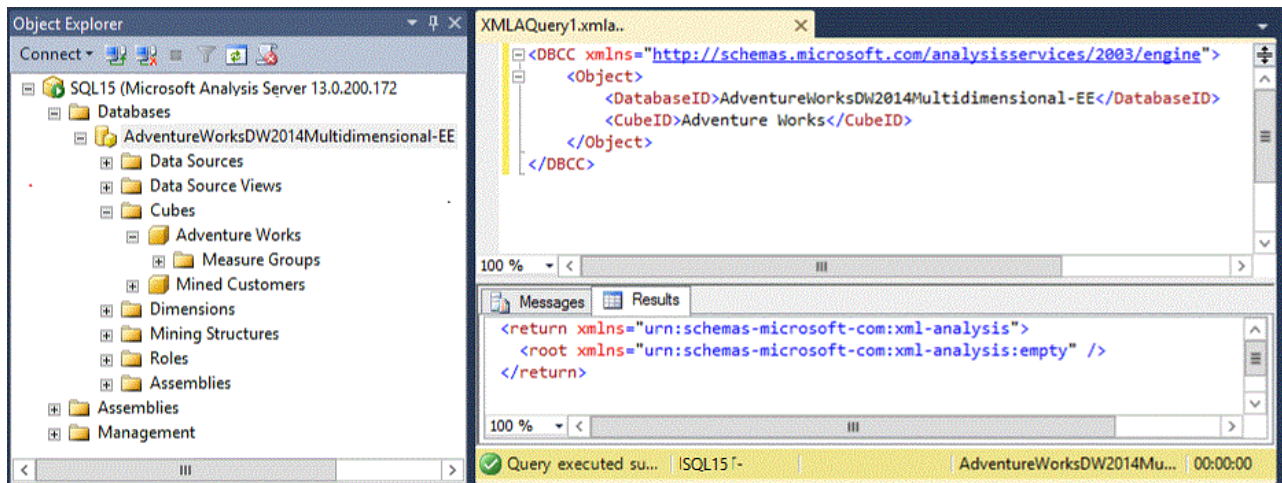 Object Explorer
Connect
SQL15 (Microsoft Analysis Server 13.0.200.172
Databases
AdventureWorksDW2014Multidimensional-EE
Data Sources
Data Source Views
Cubes
Adventure Works
Measure Groups
Mined Customers
Dimensions
Mining Structures
Roles
Assemblies
Assemblies
Management
XMLAQuery1.xmla..
<DBCC xmlns="http://schemas.microsoft.com/analysisservices/2003/engine">
<Object>
<DatabaseID>AdventureWorksDW2014Multidimensional-EE</DatabaseID>
<CubeID>Adventure Works</CubeID>
</Object>
</DBCC>
100 %
Messages Results
<return xmlns="urn:schemas-microsoft-com:xml-analysis">
<root xmlns="urn:schemas-microsoft-com:xml-analysis:empty" />
</return>
100 %
Query executed su... SQL15 AdventureWorksDW2014Mu... 00:00:00